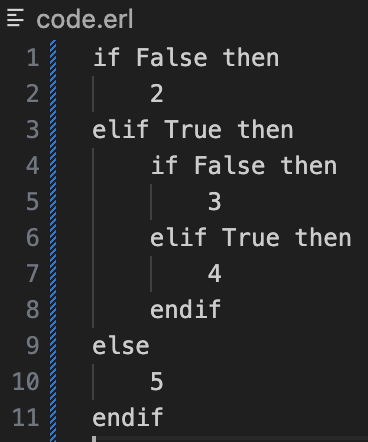 code.erl
1 if False then
2     2
3 elif True then
4     if False then
5         3
6     elif True then
7         4
8     endif
9 else
10     5
11 endif